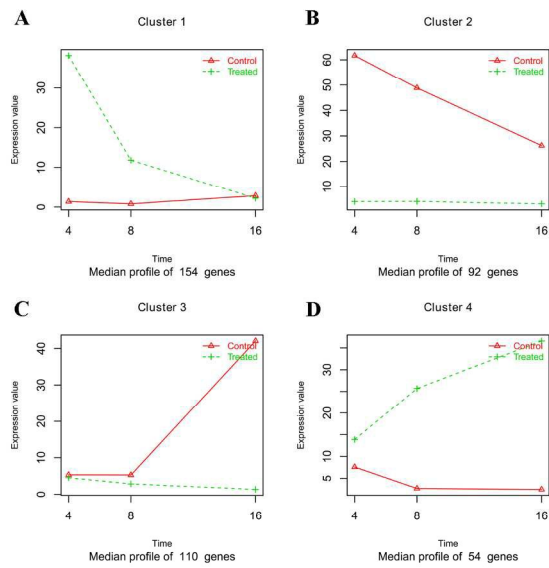 A
Cluster 1
Expression value
30
20
10
0
Control
Treated
4
8
16
Time
Median profile of 154 genes
B
Cluster 2
Expression value
60
50
40
30
20
10
Control
Treated
4
8
16
Time
Median profile of 92 genes
C
Cluster 3
Expression value
40
30
20
10
0
Control
Treated
4
8
16
Time
Median profile of 110 genes
D
Cluster 4
Expression value
30
20
10
5
Control
Treated
4
8
16
Time
Median profile of 54 genes